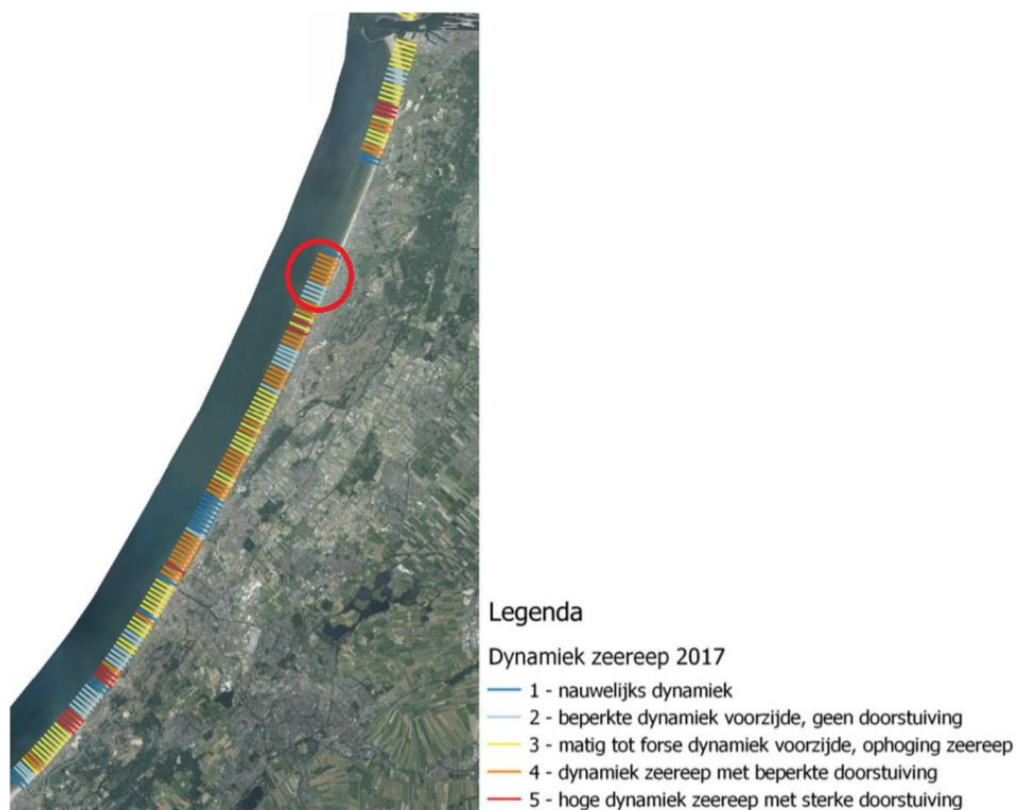 Legenda
Dynamiek zeereep 2017
1 - nauwelijks dynamiek
2 - beperkte dynamiek voorzijde, geen doorstuiving
3 - matig tot forse dynamiek voorzijde, ophoging zeereep
4 - dynamiek zeereep met beperkte doorstuiving
5 - hoge dynamiek zeereep met sterke doorstuiving